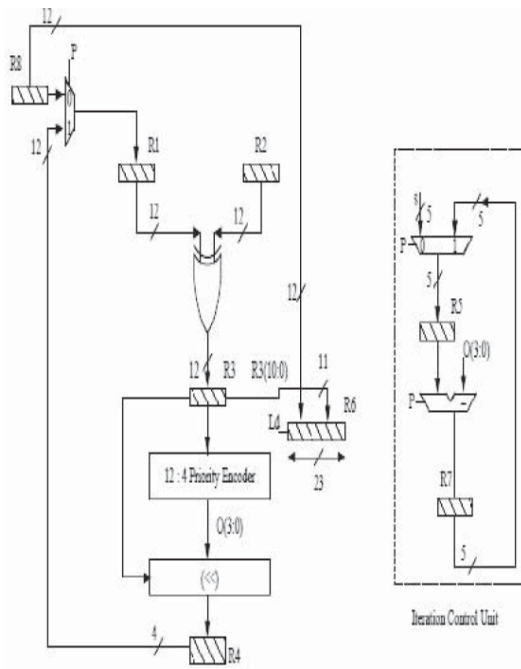 12
P
R8
0
1
12
R1
R2
12
12
12
12
R3
R3(10:0)
11
R6
Ld
23
12 : 4 Priority Encoder
O(3:0)
(<<)
4
R4
s
5
5
P
0
1
5
R5
O(3:0)
P
-
R7
5
Iteration Control Unit